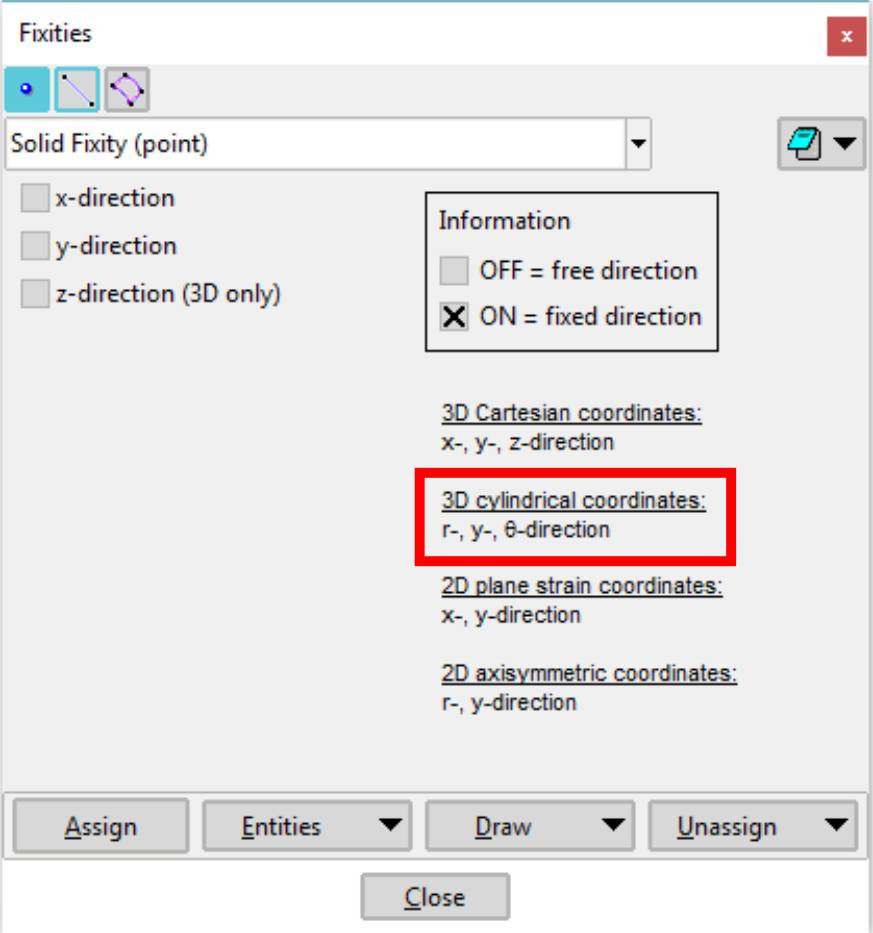 Fixities
x
Solid Fixity (point)
x-direction
y-direction
z-direction (3D only)
Information
OFF = free direction
ON = fixed direction
3D Cartesian coordinates:
x-, y-, z-direction
3D cylindrical coordinates:
r-, y-, θ-direction
2D plane strain coordinates:
x-, y-direction
2D axisymmetric coordinates:
r-, y-direction
Assign
Entities
Draw
Unassign
Close